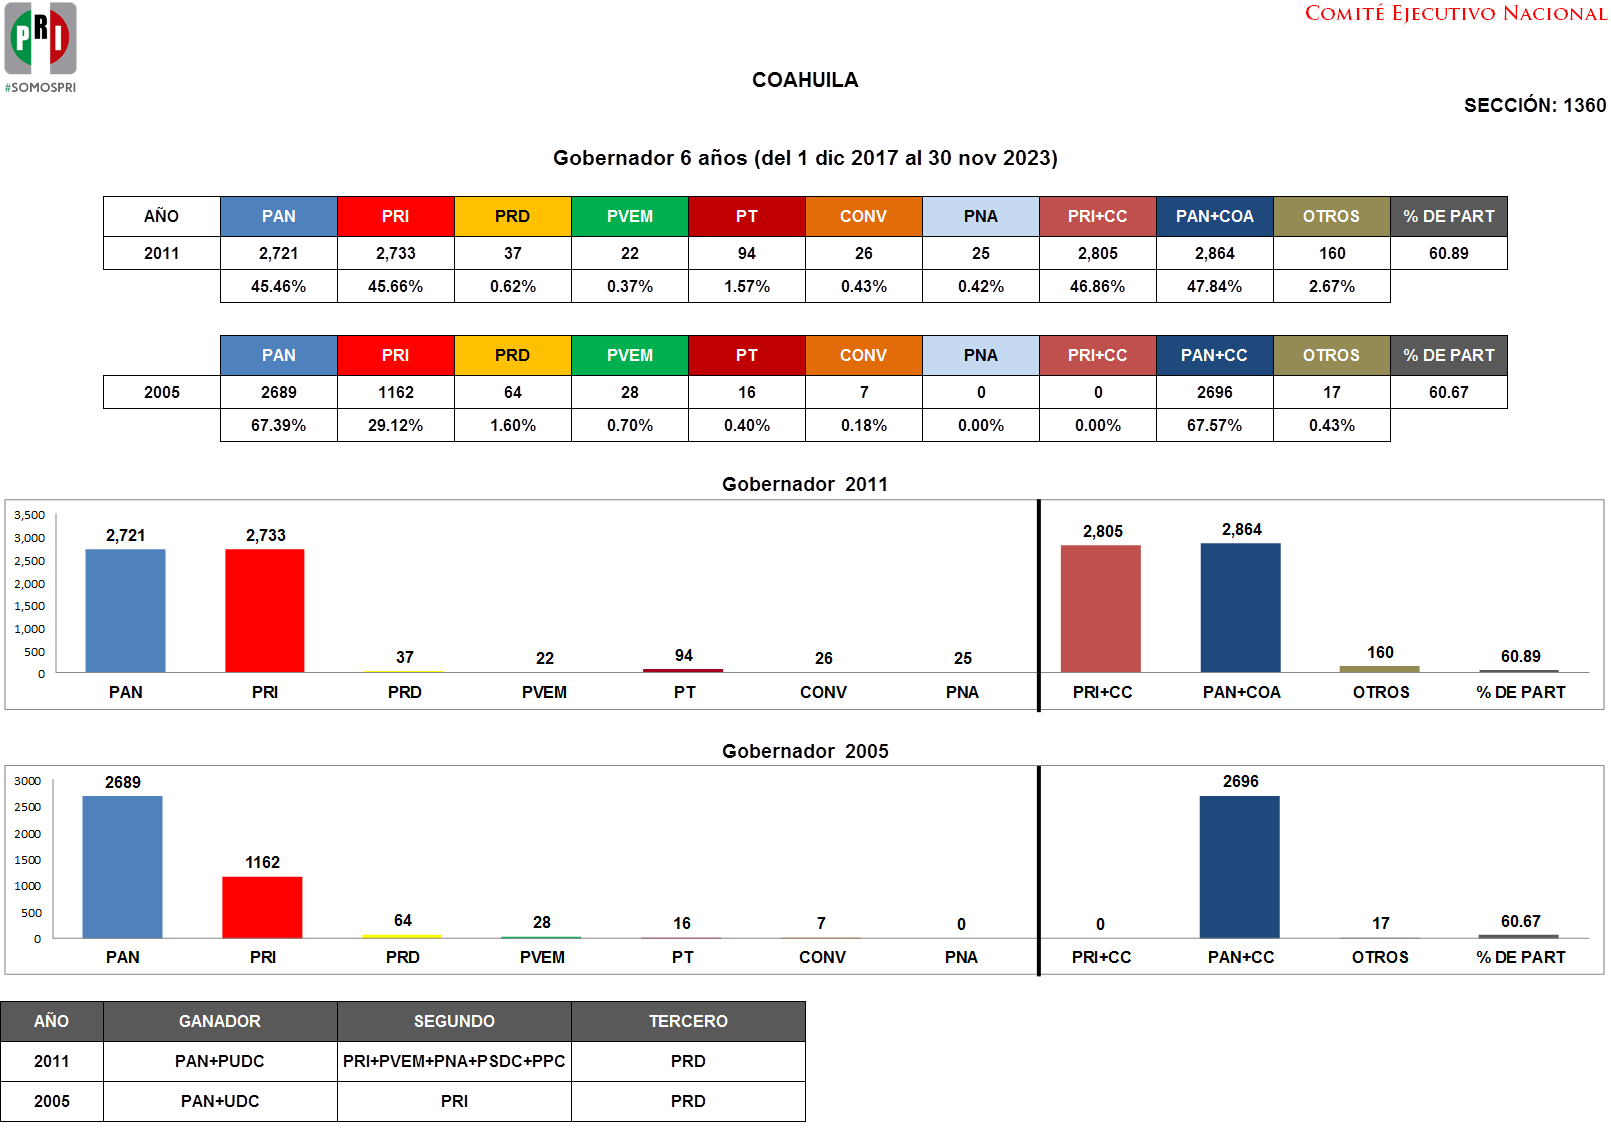 PRI
#SOMOSPRI
COMITÉ EJECUTIVO NACIONAL
COAHUILA
SECCIÓN: 1360
Gobernador 6 años (del 1 dic 2017 al 30 nov 2023)
AÑO PAN PRI PRD PVEM PT CONV PNA PRI+CC PAN+COA OTROS % DE PART
2011 2,721 2,733 37 22 94 26 25 2,805 2,864 160 60.89
45.46% 45.66% 0.62% 0.37% 1.57% 0.43% 0.42% 46.86% 47.84% 2.67%
PAN PRI PRD PVEM PT CONV PNA PRI+CC PAN+CC OTROS % DE PART
2005 2689 1162 64 28 16 7 0 0 2696 17 60.67
67.39% 29.12% 1.60% 0.70% 0.40% 0.18% 0.00% 0.00% 67.57% 0.43%
Gobernador 2011
3,500
3,000
2,500
2,000
1,500
1,000
500
0
2,721 2,733 37 22 94 26 25 2,805 2,864 160 60.89
PAN PRI PRD PVEM PT CONV PNA PRI+CC PAN+COA OTROS % DE PART
Gobernador 2005
3000
2500
2000
1500
1000
500
0
2689 1162 64 28 16 7 0 0 2696 17 60.67
PAN PRI PRD PVEM PT CONV PNA PRI+CC PAN+CC OTROS % DE PART
AÑO GANADOR SEGUNDO TERCERO
2011 PAN+PUDC PRI+PVEM+PNA+PSDC+PPC PRD
2005 PAN+UDC PRI PRD